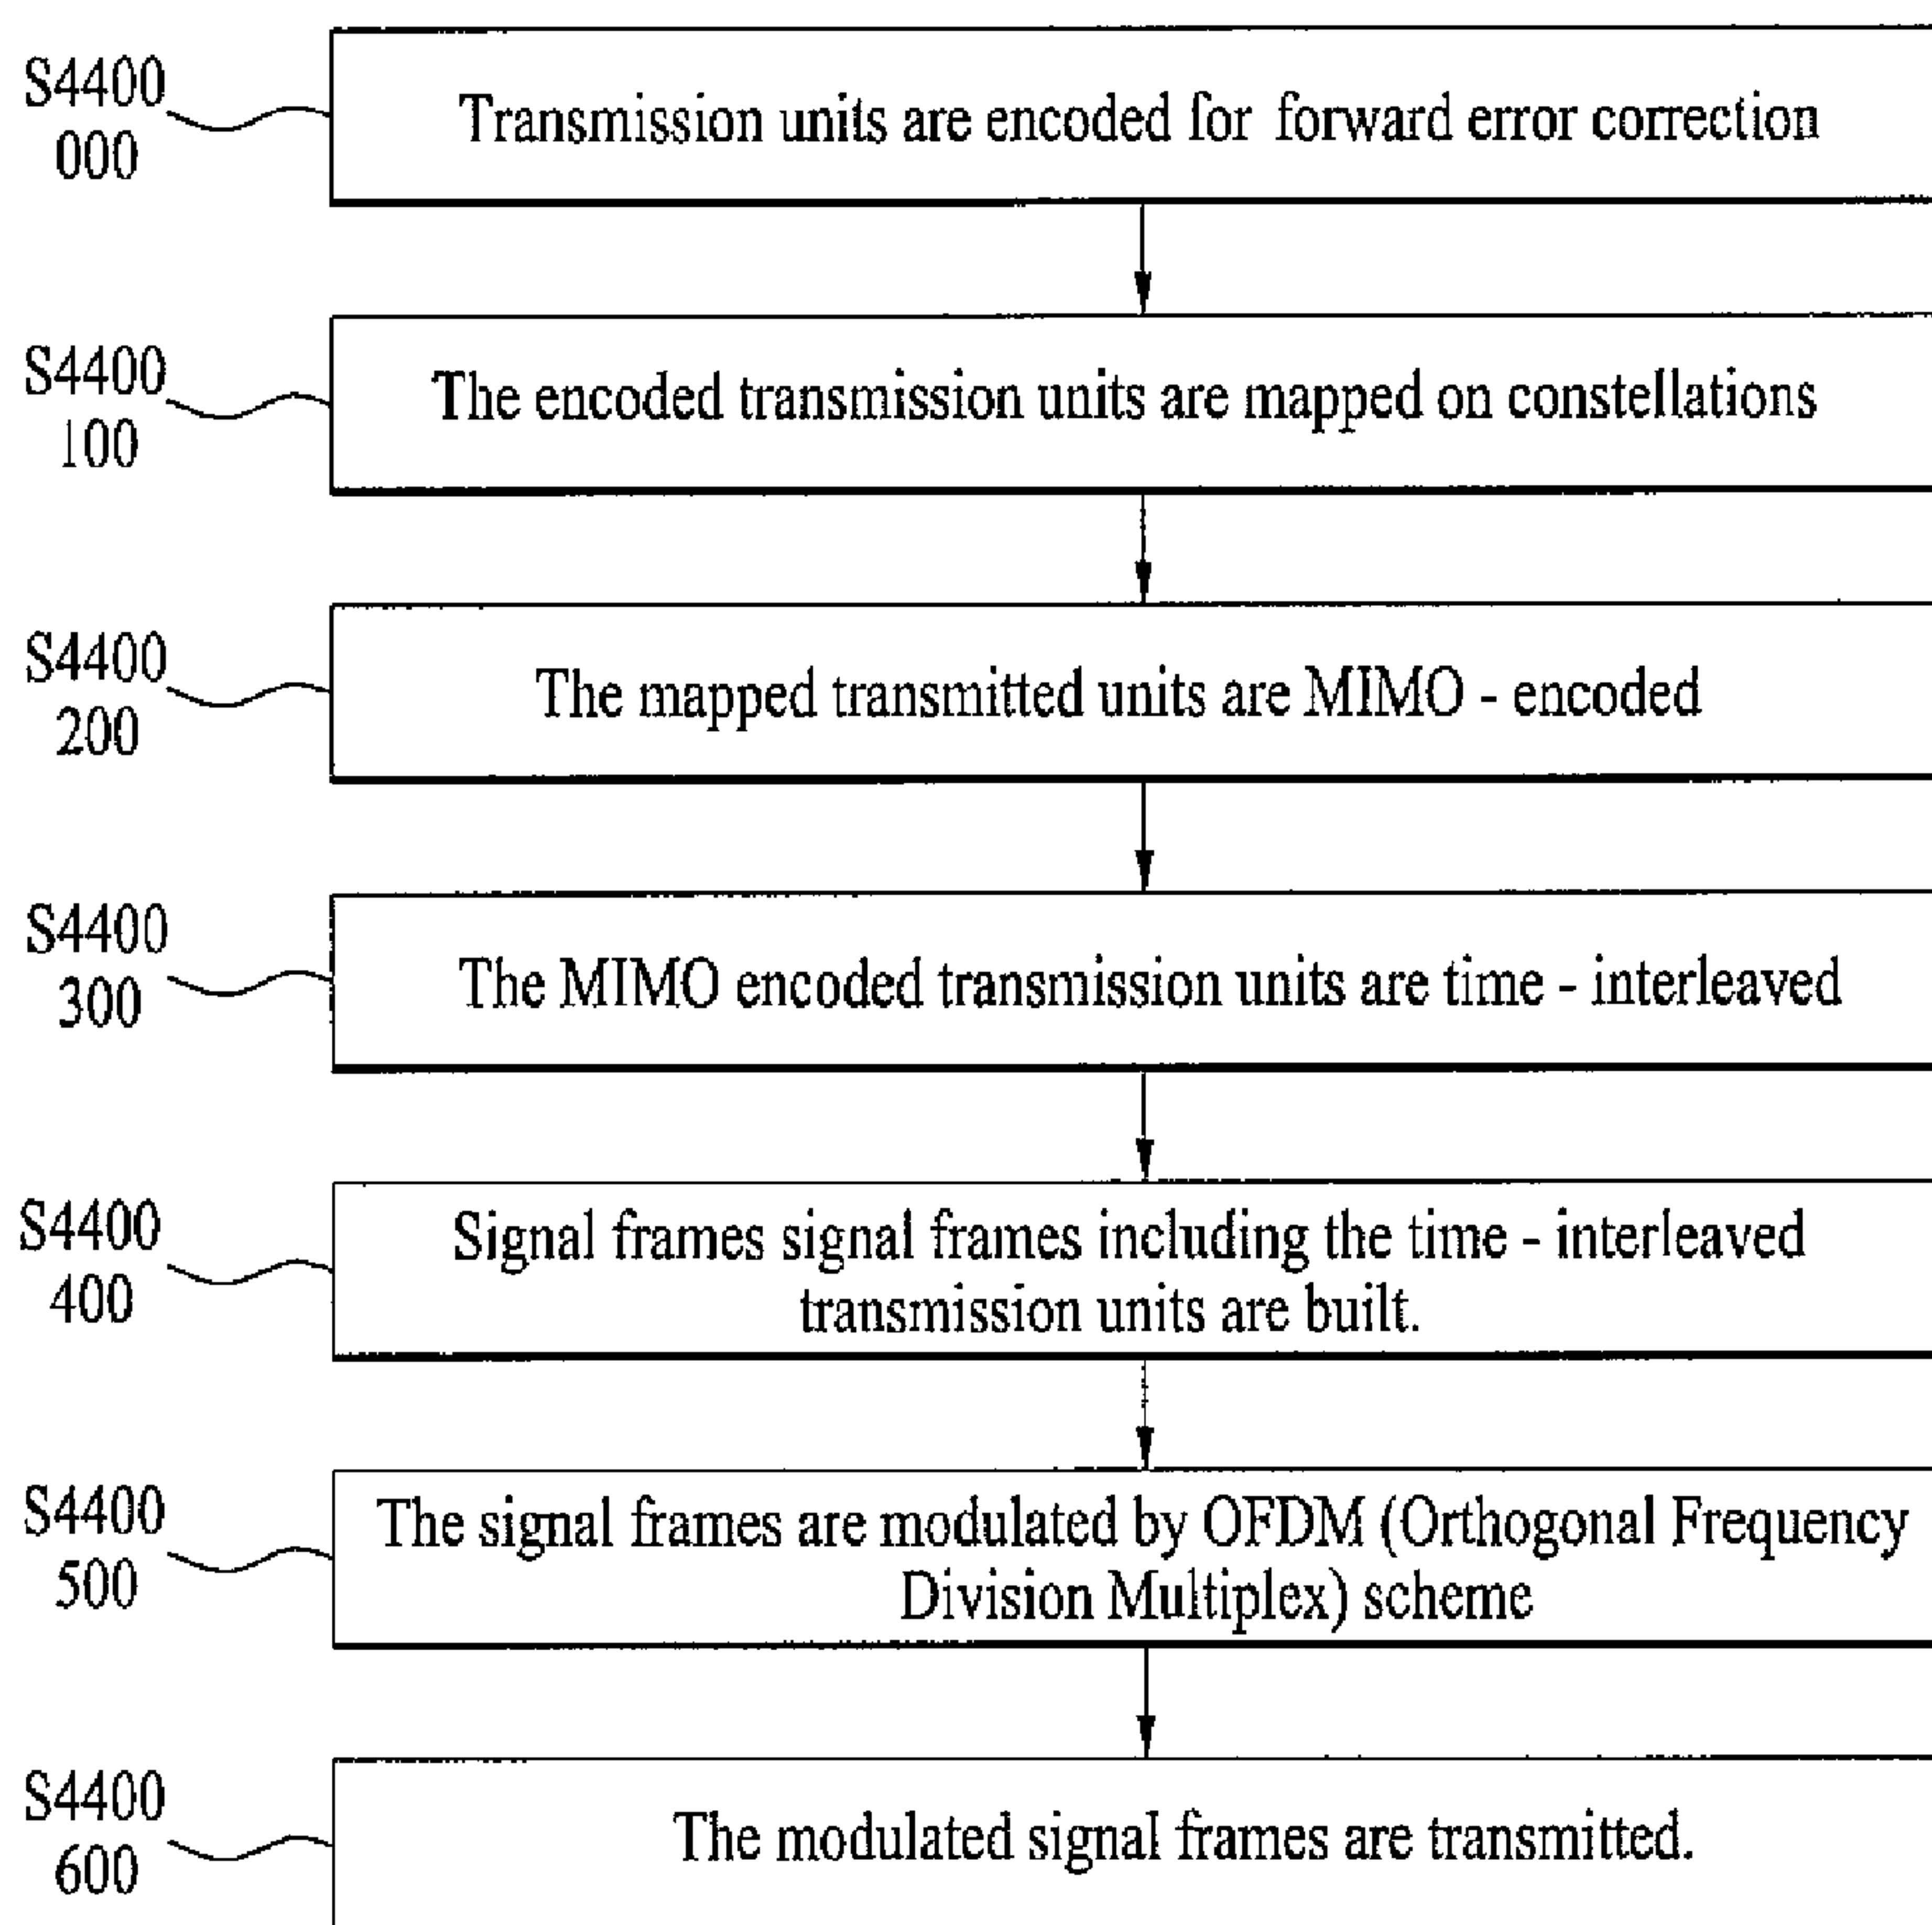 S4400
000
Transmission units are encoded for forward error correction
S4400
100
The encoded transmission units are mapped on constellations
S4400
200
The mapped transmitted units are MIMO - encoded
S4400
300
The MIMO encoded transmission units are time - interleaved
S4400
400
Signal frames signal frames including the time - interleaved
transmission units are built.
S4400
500
The signal frames are modulated by OFDM (Orthogonal Frequency
Division Multiplex) scheme
S4400
600
The modulated signal frames are transmitted.